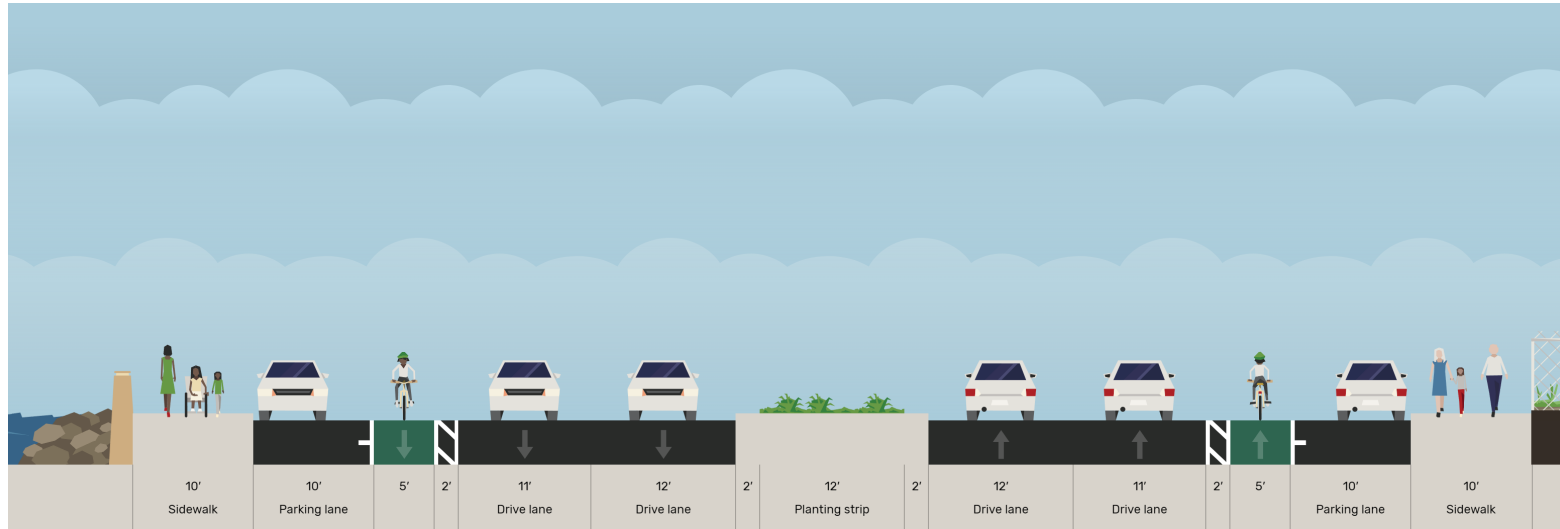 10′ 10′ 5′ 2′ 11′ 12′ 2′ 12′ 2′ 12′ 11′ 2′ 5′ 10′ 10′
Sidewalk Parking lane Drive lane Drive lane Planting strip Drive lane Drive lane Parking lane Sidewalk